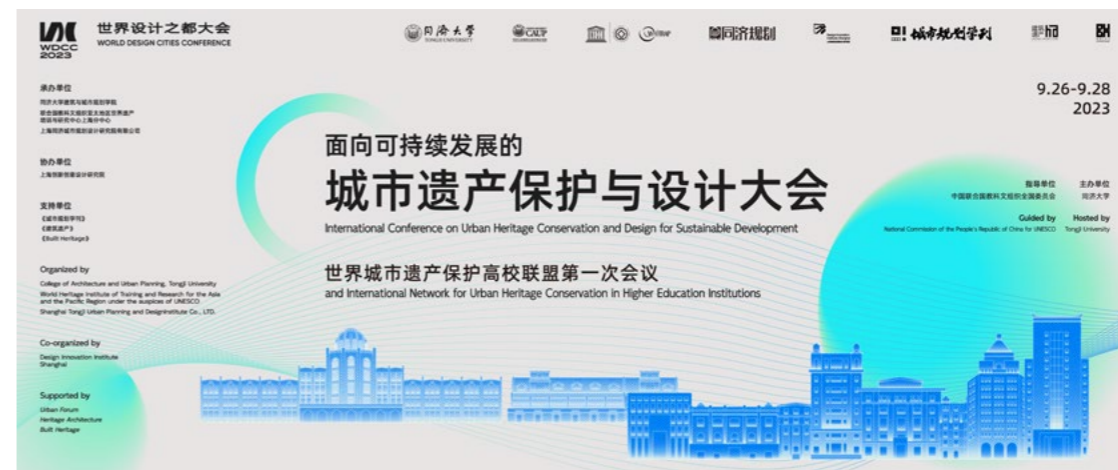 WDCC
2023
世界设计之都大会
WORLD DESIGN CITIES CONFERENCE
同济大学
TONGJI UNIVERSITY
CAUP
同济规划
城市规划学刊
BH
承办单位
同济大学建筑与城市规划学院
联合国教科文组织亚太地区世界遗产
培训与研究中心上海分中心
上海同济城市规划设计研究院有限公司
协办单位
上海创新创意设计研究院
支持单位
《城市规划学刊》
《建筑遗产》
《Built Heritage》
Organized by
College of Architecture and Urban Planning, Tongji University
World Heritage Institute of Training and Research for the Asia
and the Pacific Region under the auspices of UNESCO
Shanghai Tongji Urban Planning and DesignInstitute Co., LTD.
Co-organized by
Design Innovation Institute
Shanghai
Supported by
Urban Forum
Heritage Architecture
Built Heritage
面向可持续发展的
城市遗产保护与设计大会
International Conference on Urban Heritage Conservation and Design for Sustainable Development
世界城市遗产保护高校联盟第一次会议
and International Network for Urban Heritage Conservation in Higher Education Institutions
9.26-9.28
2023
指导单位
中国联合国教科文组织全国委员会
主办单位
同济大学
Guided by
National Commission of the People's Republic of China for UNESCO
Hosted by
Tongji University